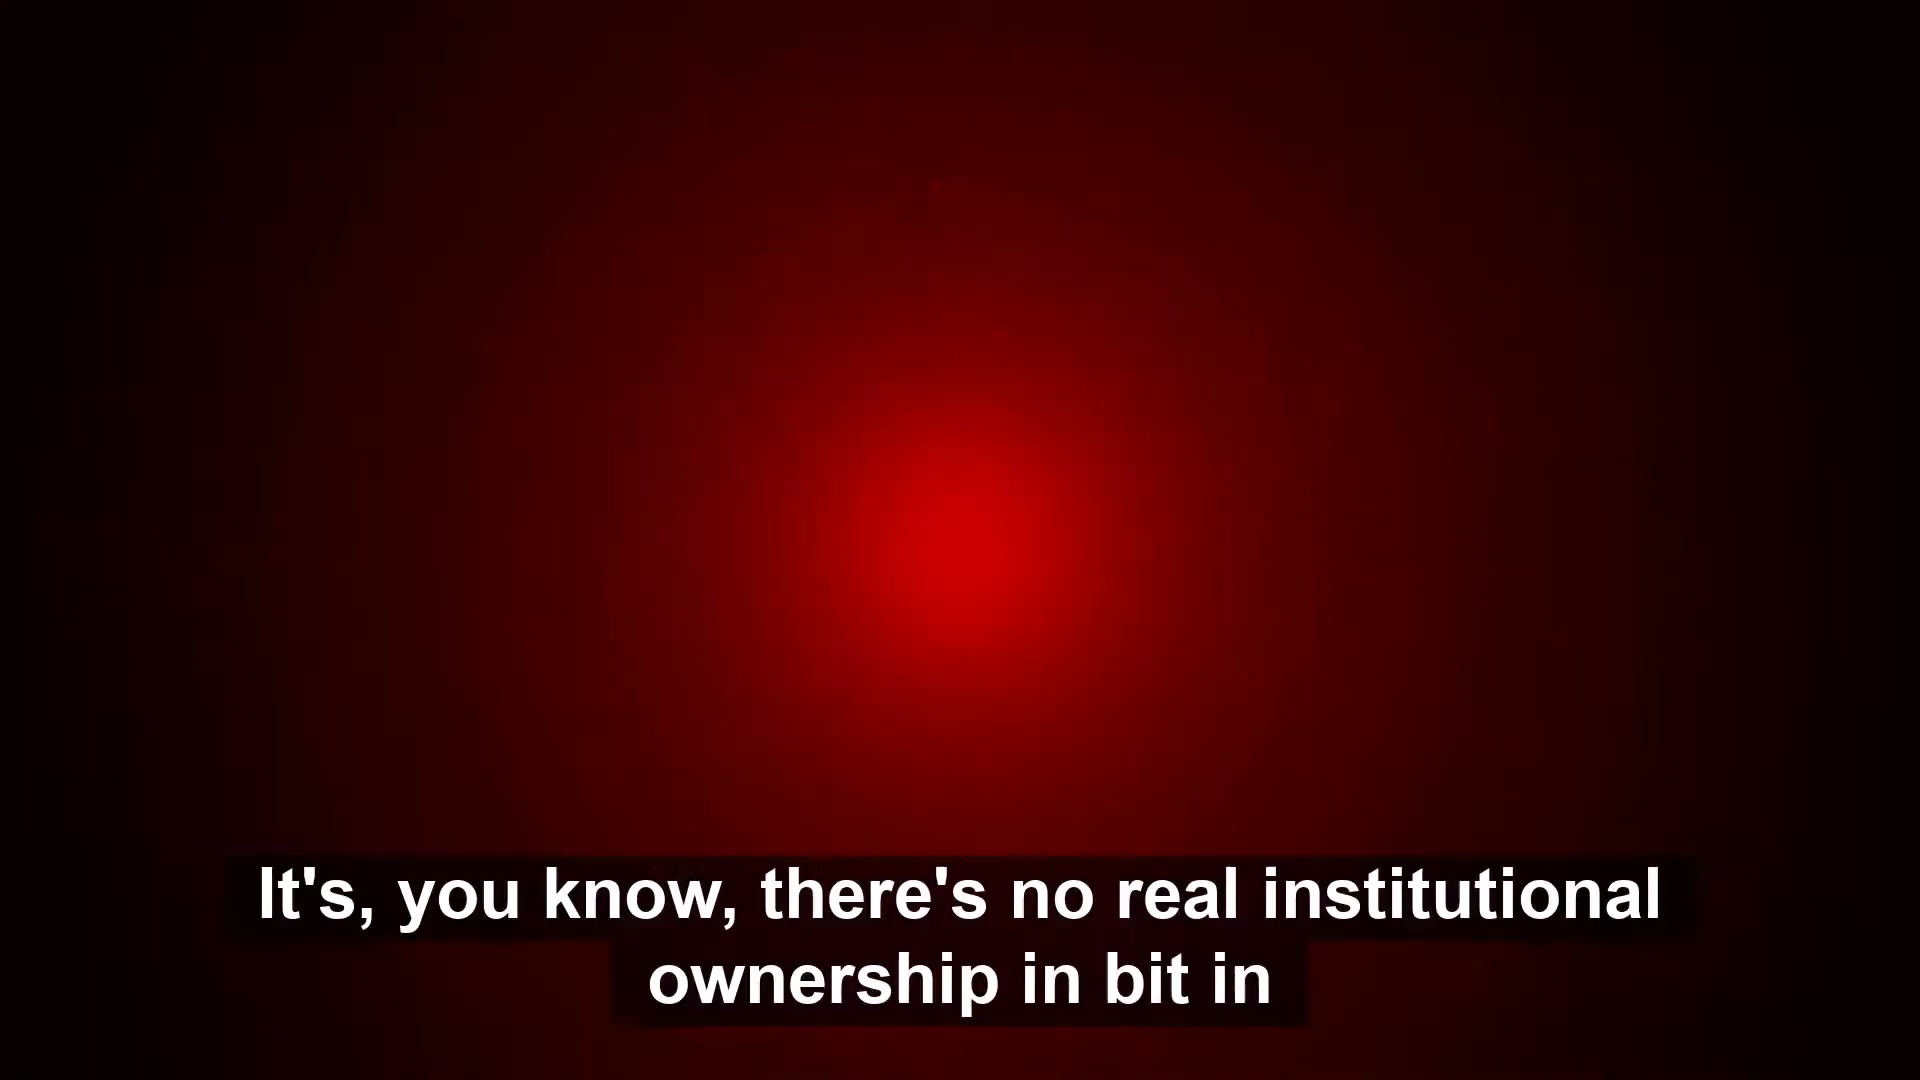 It's, you know, there's no real institutional
ownership in bit in